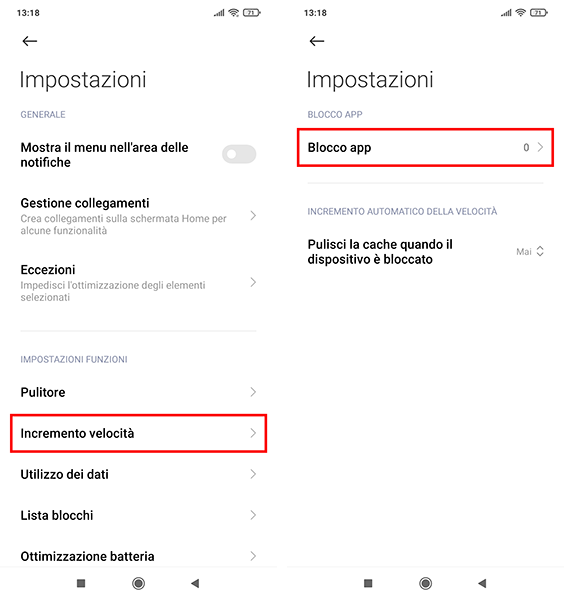 13:18
71
Impostazioni
GENERALE
Mostra il menu nell'area delle
notifiche
Gestione collegamenti
Crea collegamenti sulla schermata Home per
alcune funzionalità
Eccezioni
Impedisci l'ottimizzazione degli elementi
selezionati
IMPOSTAZIONI FUNZIONI
Pulitore
Incremento velocità
Utilizzo dei dati
Lista blocchi
Ottimizzazione batteria
13:18
71
Impostazioni
BLOCCO APP
Blocco app 0
INCREMENTO AUTOMATICO DELLA VELOCITÀ
Pulisci la cache quando il
dispositivo è bloccato
Mai